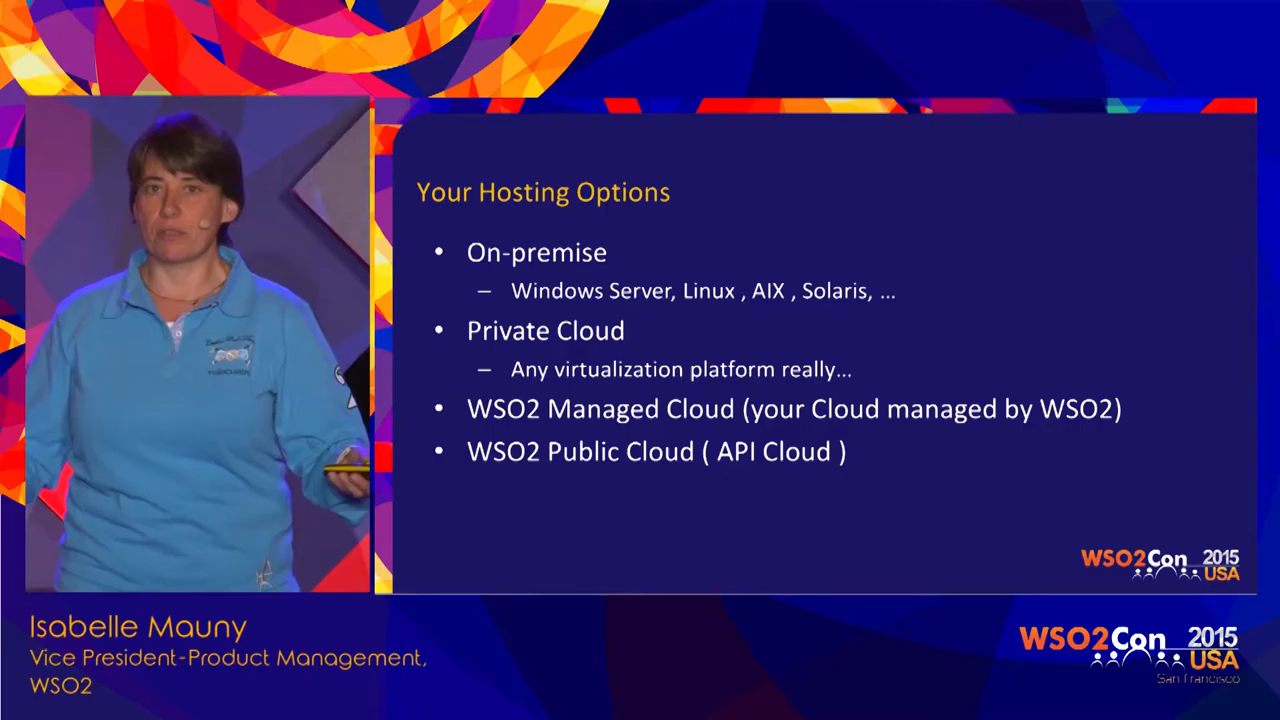 Your Hosting Options
• On-premise
– Windows Server, Linux , AIX , Solaris, ...
• Private Cloud
– Any virtualization platform really...
• WSO2 Managed Cloud (your Cloud managed by WSO2)
• WSO2 Public Cloud ( API Cloud )
WSO2Con 2015
USA
Isabelle Mauny
Vice President-Product Management,
WSO2
WSO2Con 2015
USA
San Francisco